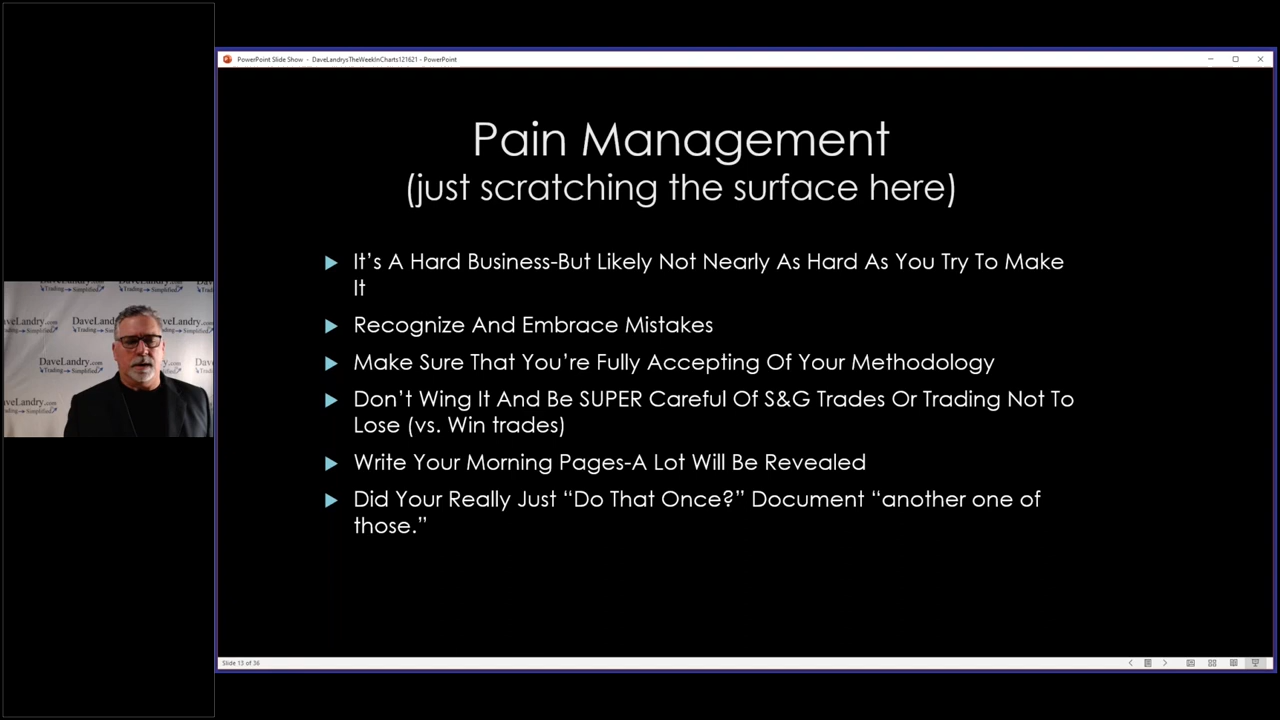 PowerPoint Slide Show - DaveLandrysTheWeekInCharts121621 - PowerPoint
Pain Management
(just scratching the surface here)
It's A Hard Business-But Likely Not Nearly As Hard As You Try To Make
It
Recognize And Embrace Mistakes
Make Sure That You're Fully Accepting Of Your Methodology
Don't Wing It And Be SUPER Careful Of S&G Trades Or Trading Not To
Lose (vs. Win trades)
Write Your Morning Pages-A Lot Will Be Revealed
Did Your Really Just “Do That Once?” Document “another one of
those.”
DaveLandry.com
Trading Simplified
Slide 13 of 36